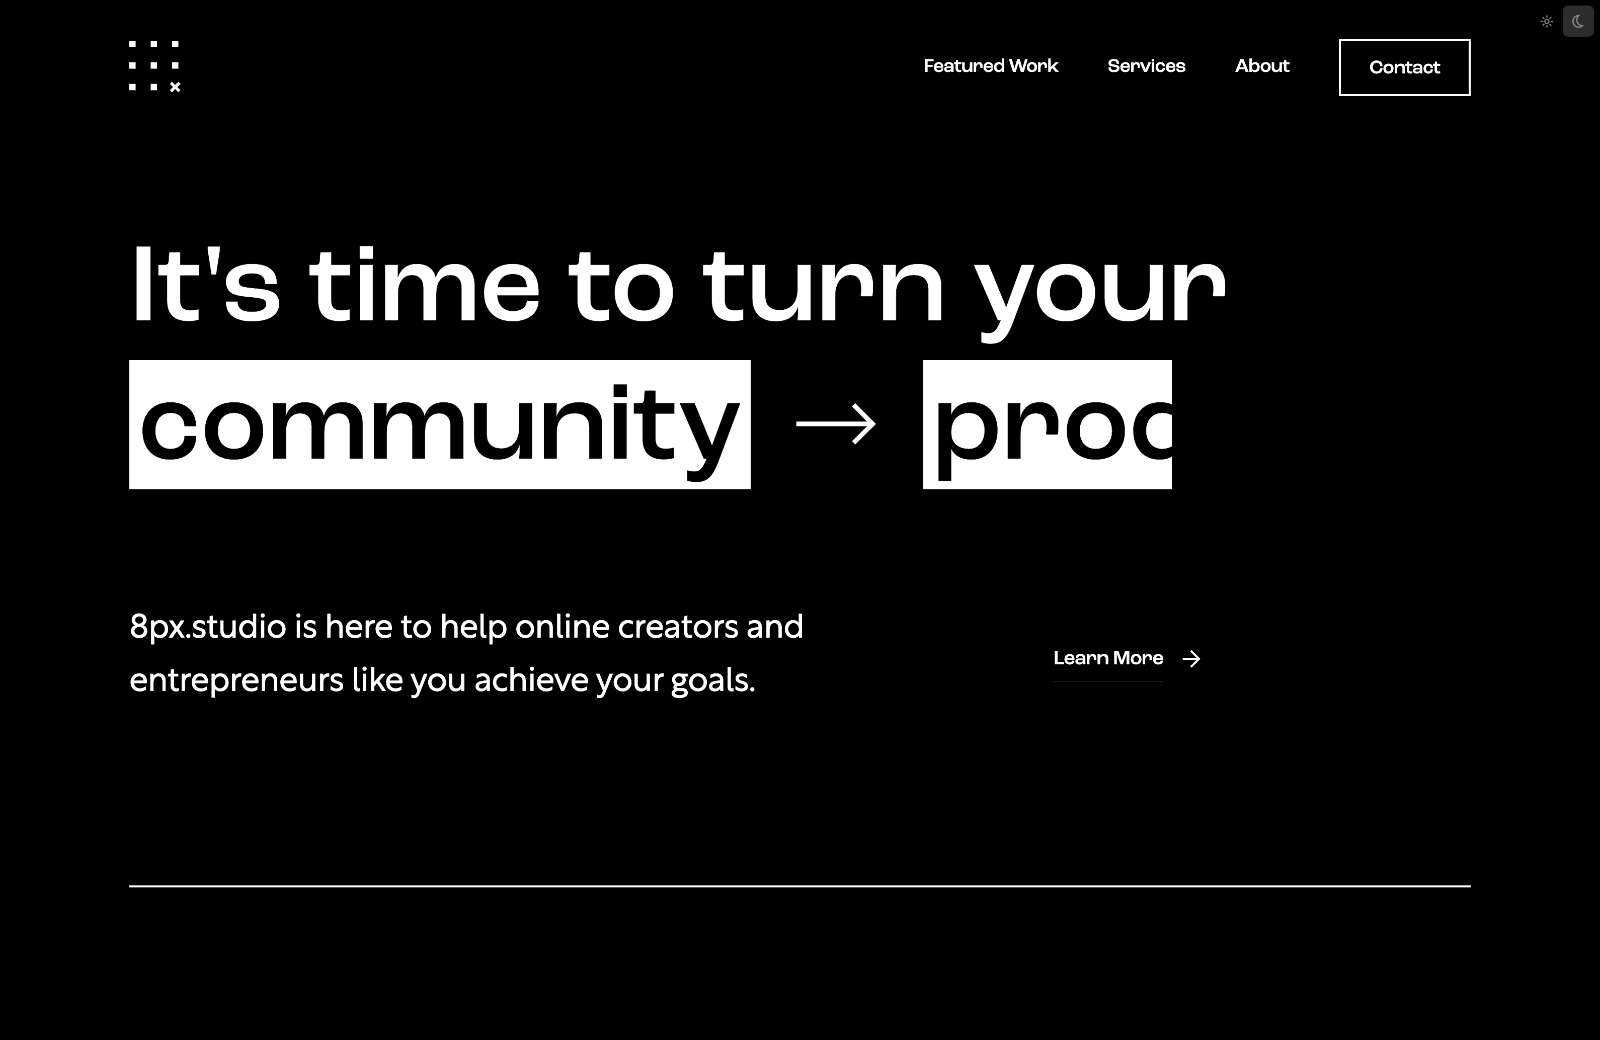 Featured Work Services About Contact
It's time to turn your
community → 
8px.studio is here to help online creators and
entrepreneurs like you achieve your goals.
Learn More →